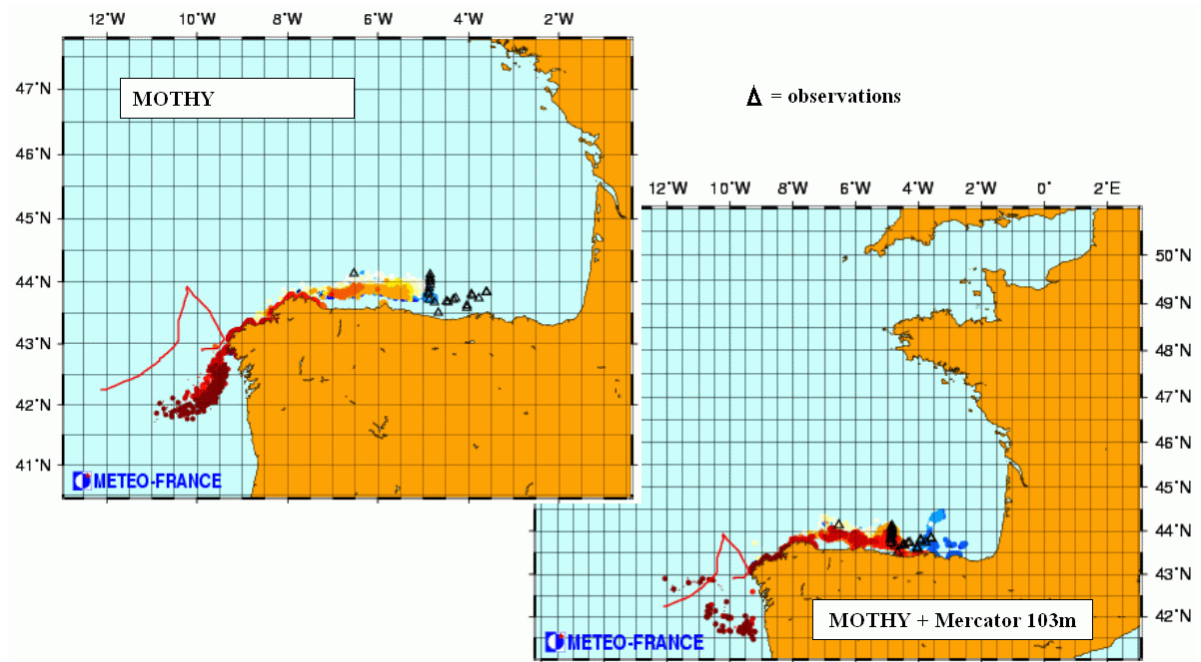 12°W 10°W 8°W 6°W 4°W 2°W
47°N
MOTHY
46°N
45°N
44°N
43°N
42°N
41°N
METEO-FRANCE
= observations
12°W 10°W 8°W 6°W 4°W 2°W 0° 2°E
50°N
49°N
48°N
47°N
46°N
45°N
44°N
43°N
42°N
MOTHY + Mercator 103m
METEO-FRANCE